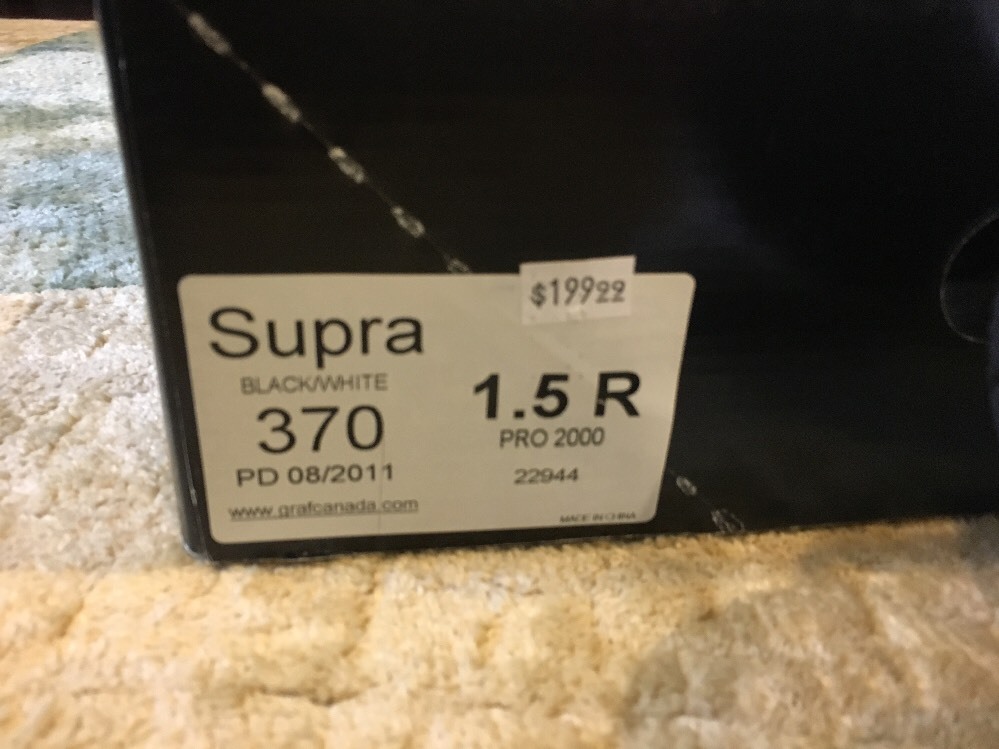 $199.99
Supra
BLACK/WHITE
370
PD 08/2011
www.grafcanada.com
1.5 R
PRO 2000
22944
MADE IN CHINA